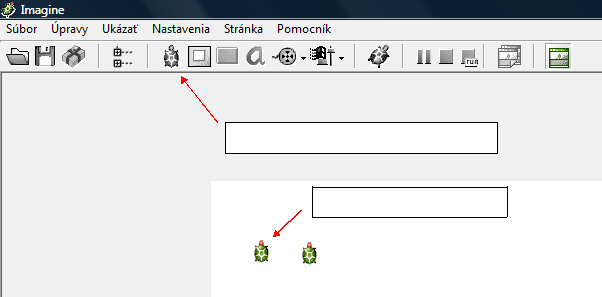 Imagine
Súbor Úpravy Ukázať Nastavenia Stránka Pomocník
a
run